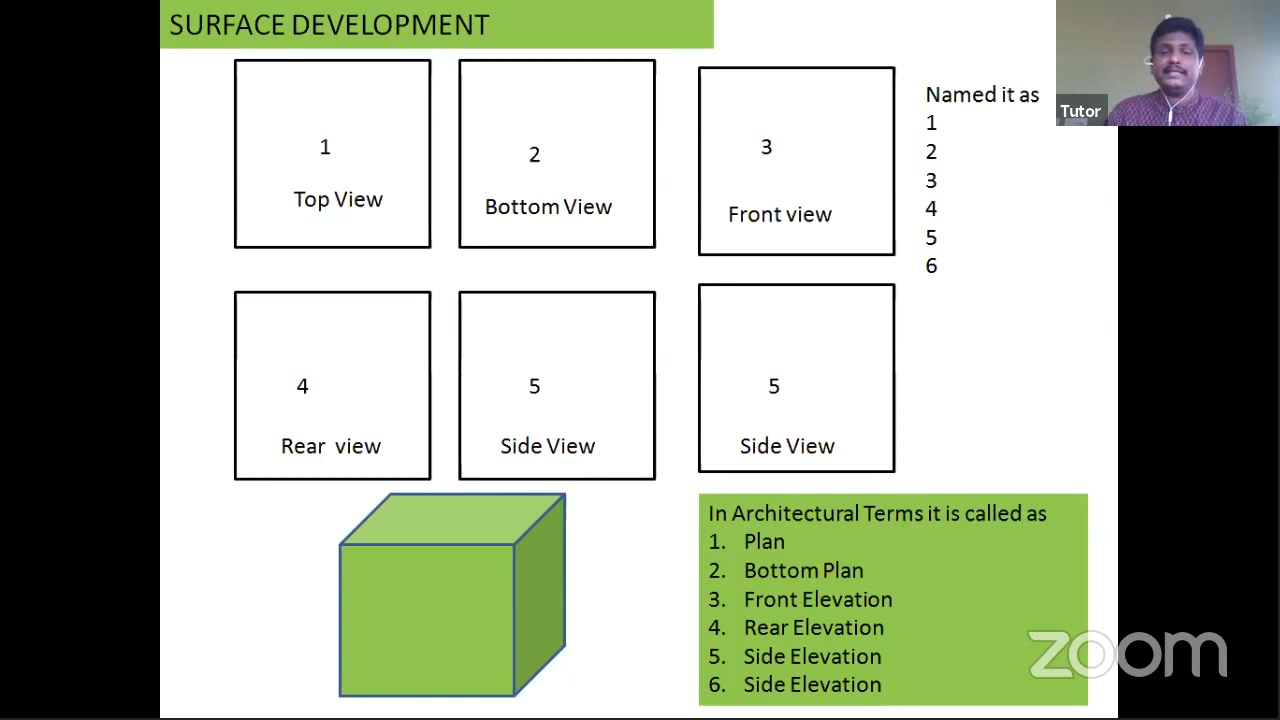 SURFACE DEVELOPMENT
1
Top View
2
Bottom View
3
Front view
Named it as
1
2
3
4
5
6
Tutor
4
Rear view
5
Side View
5
Side View
In Architectural Terms it is called as
1. Plan
2. Bottom Plan
3. Front Elevation
4. Rear Elevation
5. Side Elevation
6. Side Elevation
zoom